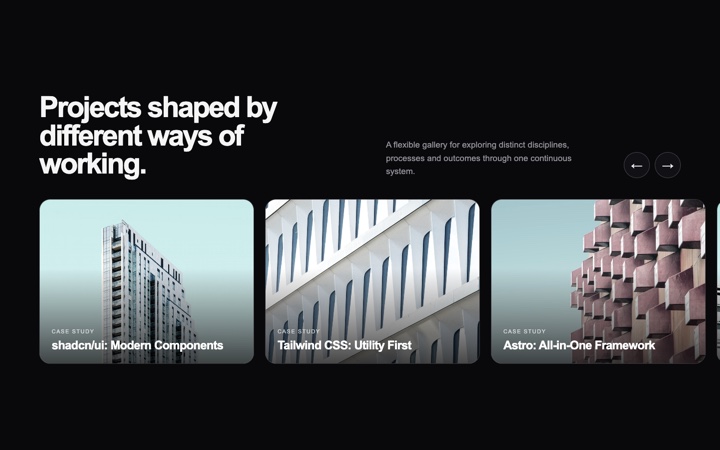 Projects shaped by
different ways of
working.
A flexible gallery for exploring distinct disciplines,
processes and outcomes through one continuous
system.
← →
CASE STUDY
shadcn/ui: Modern Components
CASE STUDY
Tailwind CSS: Utility First
CASE STUDY
Astro: All-in-One Framework